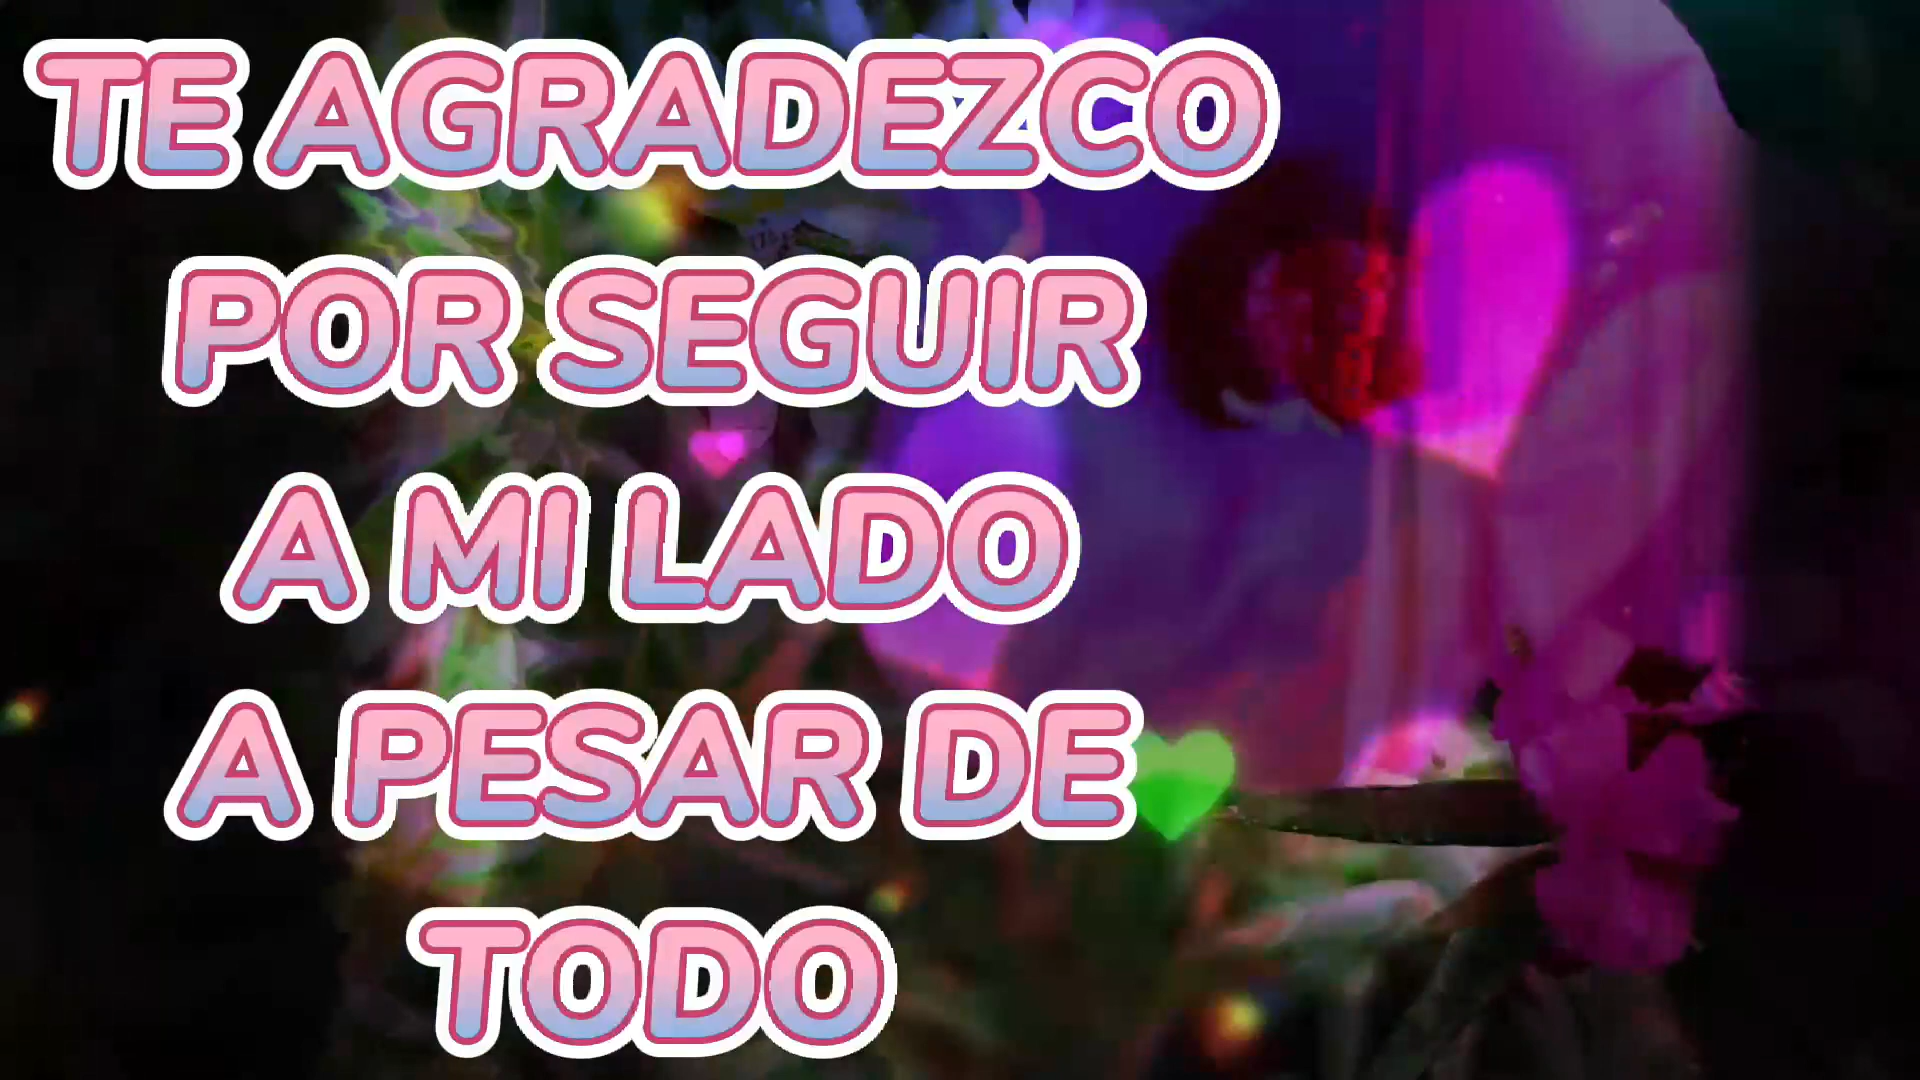 TE AGRADEZCO
POR SEGUIR
A MI LADO
A PESAR DE
TODO